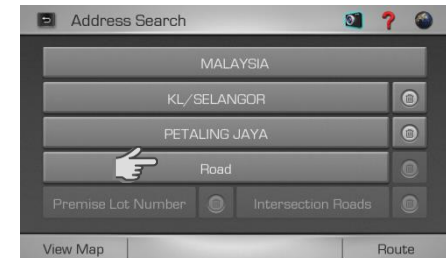 Address Search
?
MALAYSIA
KL/SELANGOR
PETALING JAYA
Road
Premise Lot Number Intersection Roads
View Map Route